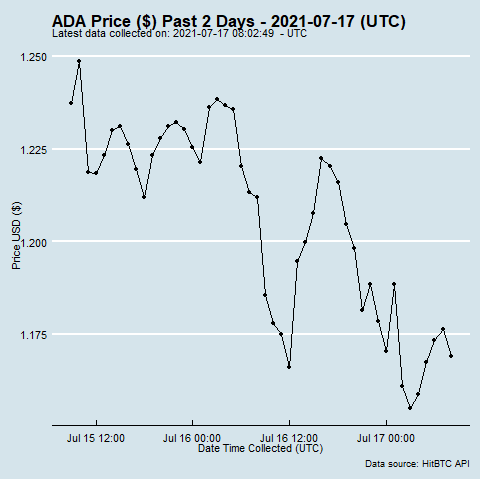 ADA Price ($) Past 2 Days - 2021-07-17 (UTC)
Latest data collected on: 2021-07-17 08:02:49 - UTC
1.250
1.225
1.200
1.175
Price USD ($)
Jul 15 12:00
Jul 16 00:00
Jul 16 12:00
Jul 17 00:00
Date Time Collected (UTC)
Data source: HitBTC API